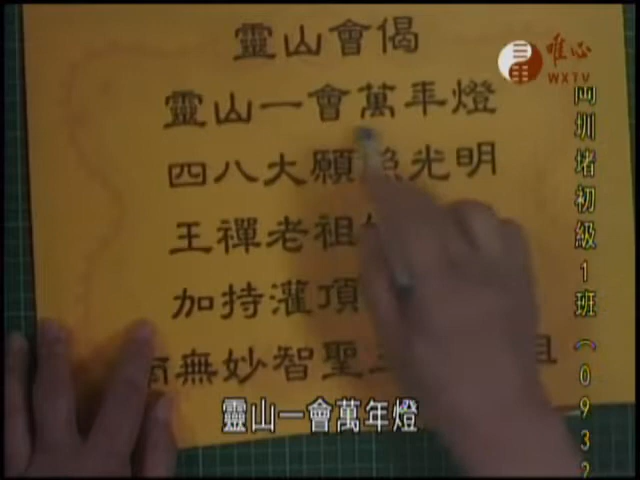 靈山會偈
靈山一會萬年燈
四八大願 光明
王禪老祖
加持灌頂
無妙智聖 祖
靈山一會萬年燈
唯心
WXTV
圳堵初級1班(093